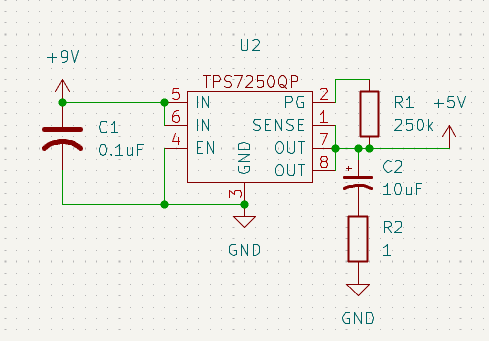 U2
+9V
TPS7250QP
5 IN PG 2
6 IN SENSE 1
4 EN OUT 7
GND OUT 8
3
C1
0.1uF
R1
250k
+5V
+
C2
10uF
R2
1
GND
GND